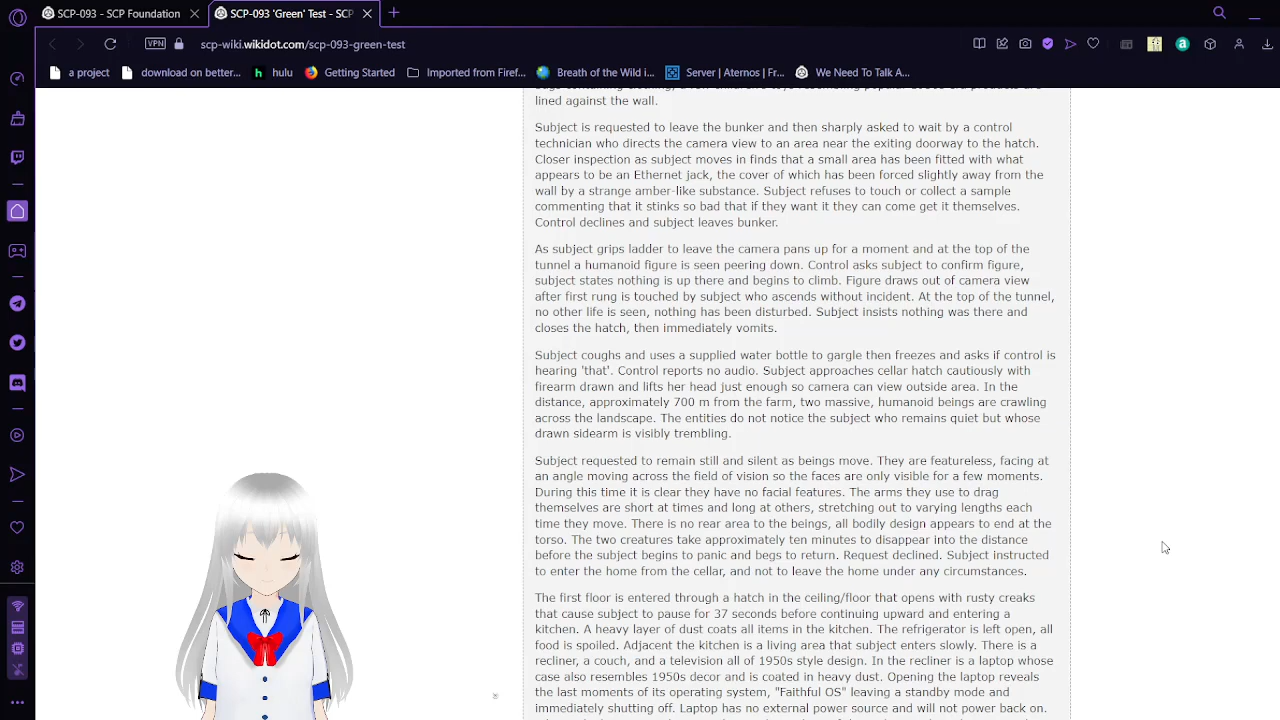 SCP-093 - SCP Foundation
SCP-093 'Green' Test - SCP
VPN
scp-wiki.wikidot.com/scp-093-green-test
a project
download on better...
hulu
Getting Started
Imported from Firef...
Breath of the Wild i...
Server | Aternos | Fr...
We Need To Talk A...
lined against the wall.
Subject is requested to leave the bunker and then sharply asked to wait by a control
technician who directs the camera view to an area near the exiting doorway to the hatch.
Closer inspection as subject moves in finds that a small area has been fitted with what
appears to be an Ethernet jack, the cover of which has been forced slightly away from the
wall by a strange amber-like substance. Subject refuses to touch or collect a sample
commenting that it stinks so bad that if they want it they can come get it themselves.
Control declines and subject leaves bunker.
As subject grips ladder to leave the camera pans up for a moment and at the top of the
tunnel a humanoid figure is seen peering down. Control asks subject to confirm figure,
subject states nothing is up there and begins to climb. Figure draws out of camera view
after first rung is touched by subject who ascends without incident. At the top of the tunnel,
no other life is seen, nothing has been disturbed. Subject insists nothing was there and
closes the hatch, then immediately vomits.
Subject coughs and uses a supplied water bottle to gargle then freezes and asks if control is
hearing 'that'. Control reports no audio. Subject approaches cellar hatch cautiously with
firearm drawn and lifts her head just enough so camera can view outside area. In the
distance, approximately 700 m from the farm, two massive, humanoid beings are crawling
across the landscape. The entities do not notice the subject who remains quiet but whose
drawn sidearm is visibly trembling.
Subject requested to remain still and silent as beings move. They are featureless, facing at
an angle moving across the field of vision so the faces are only visible for a few moments.
During this time it is clear they have no facial features. The arms they use to drag
themselves are short at times and long at others, stretching out to varying lengths each
time they move. There is no rear area to the beings, all bodily design appears to end at the
torso. The two creatures take approximately ten minutes to disappear into the distance
before the subject begins to panic and begs to return. Request declined. Subject instructed
to enter the home from the cellar, and not to leave the home under any circumstances.
The first floor is entered through a hatch in the ceiling/floor that opens with rusty creaks
that cause subject to pause for 37 seconds before continuing upward and entering a
kitchen. A heavy layer of dust coats all items in the kitchen. The refrigerator is left open, all
food is spoiled. Adjacent the kitchen is a living area that subject enters slowly. There is a
recliner, a couch, and a television all of 1950s style design. In the recliner is a laptop whose
case also resembles 1950s decor and is coated in heavy dust. Opening the laptop reveals
the last moments of its operating system, "Faithful OS" leaving a standby mode and
immediately shutting off. Laptop has no external power source and will not power back on.